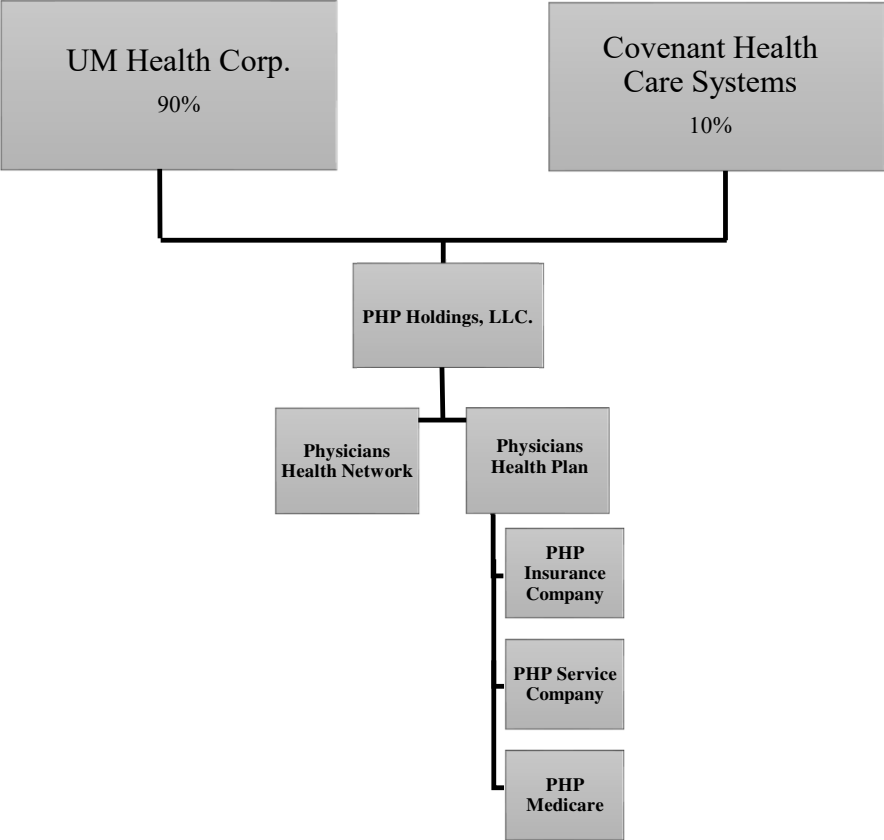 UM Health Corp.
90%
Covenant Health
Care Systems
10%
PHP Holdings, LLC.
Physicians
Health Network
Physicians
Health Plan
PHP
Insurance
Company
PHP Service
Company
PHP
Medicare